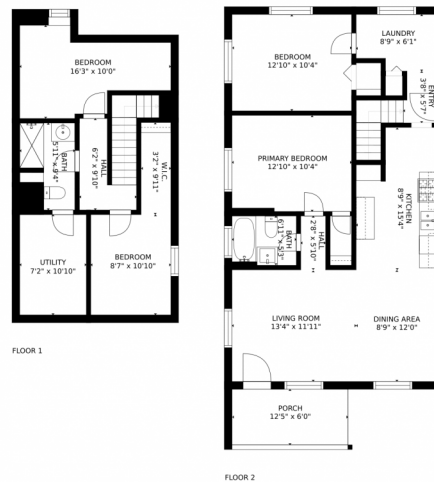 BEDROOM
16'3" x 10'0"
BATH
5'11" x 9'4"
HALL
6'2" x 9'10"
W.I.C.
3'2" x 9'11"
UTILITY
7'2" x 10'10"
BEDROOM
8'7" x 10'10"
FLOOR 1
BEDROOM
12'10" x 10'4"
LAUNDRY
8'9" x 6'1"
ENTRY
3'8" x 5'7"
PRIMARY BEDROOM
12'10" x 10'4"
KITCHEN
8'9" x 15'4"
BATH
6'11" x 5'3"
HALL
2'8" x 5'10"
LIVING ROOM
13'4" x 11'11"
DINING AREA
8'9" x 12'0"
PORCH
12'5" x 6'0"
FLOOR 2